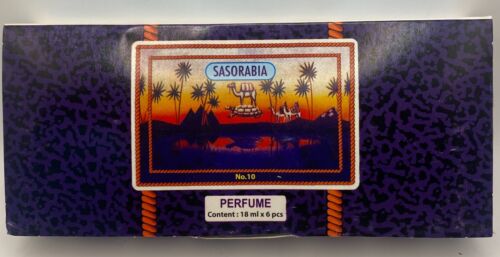 SASORABIA
No.10
PERFUME
Content : 18 ml x 6 pcs